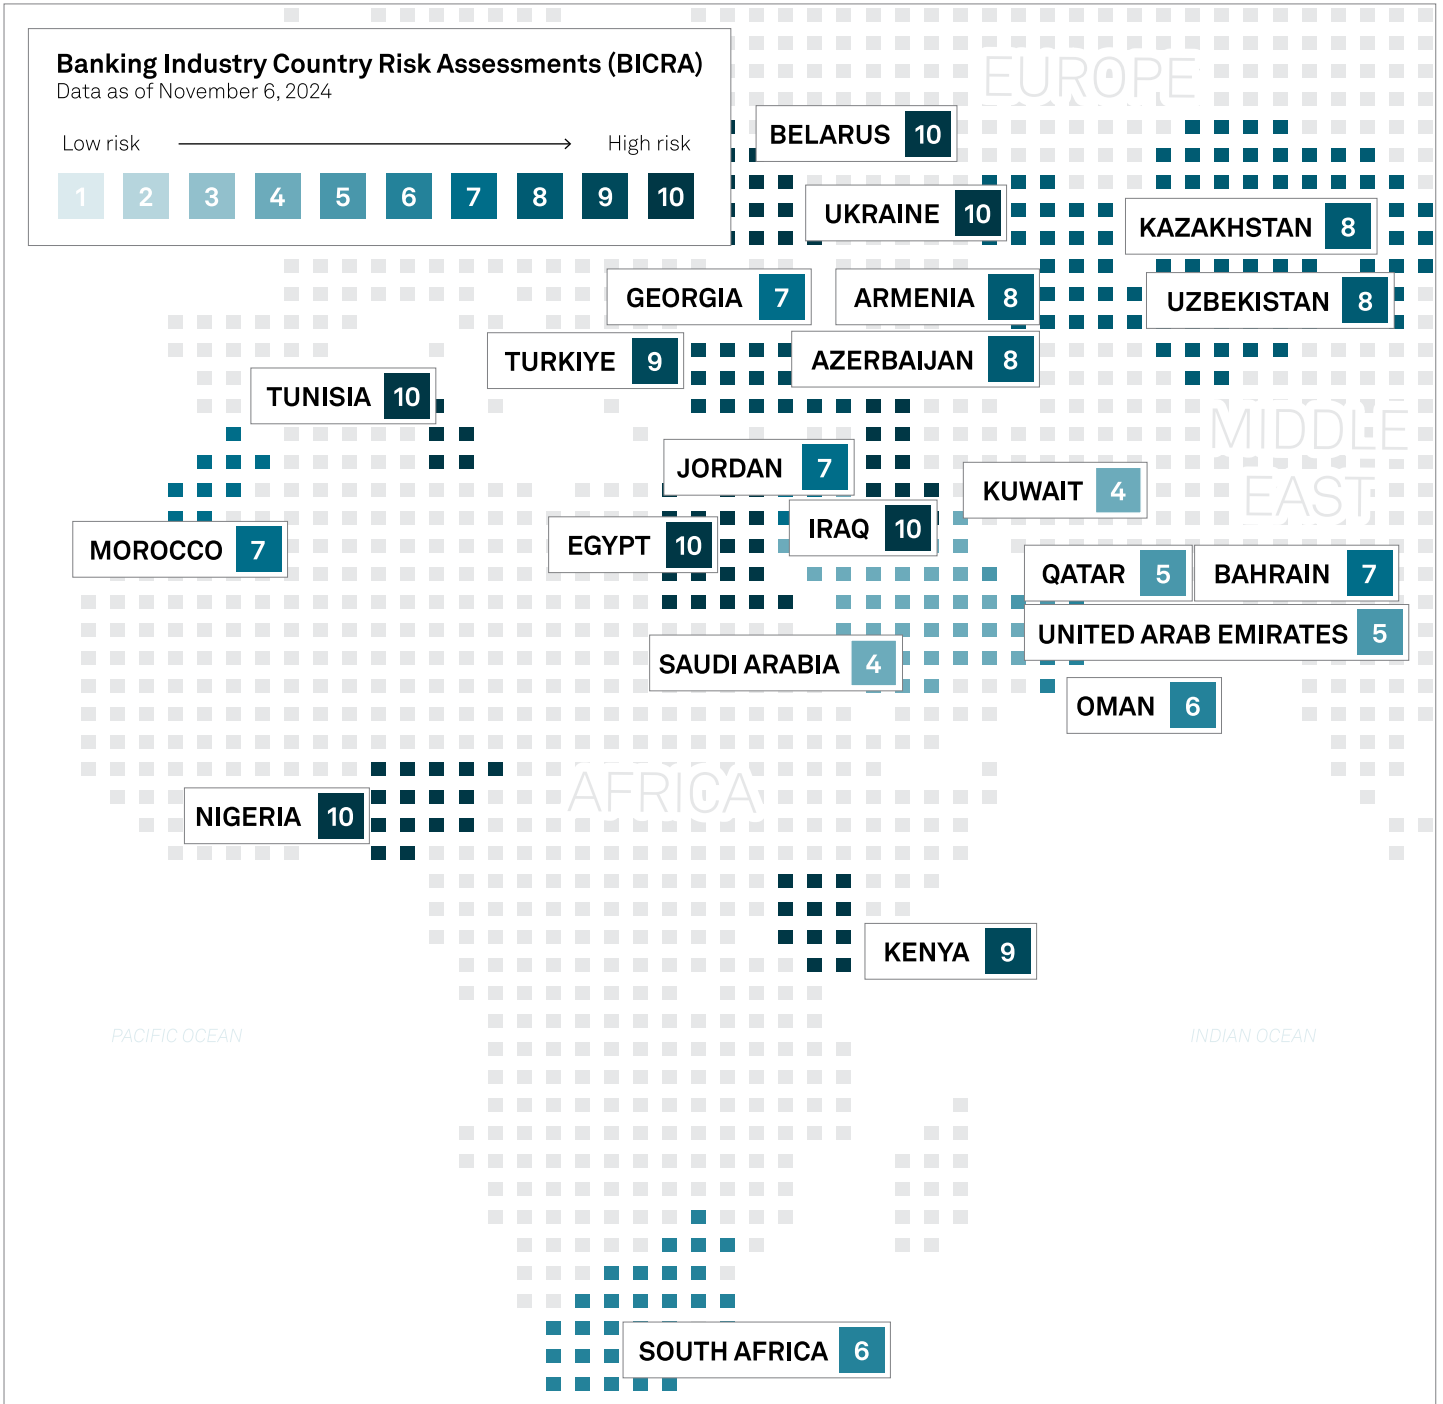 Banking Industry Country Risk Assessments (BICRA)
Data as of November 6, 2024
Low risk High risk
1 2 3 4 5 6 7 8 9 10
EUROPE
BELARUS 10
UKRAINE 10
KAZAKHSTAN 8
GEORGIA 7
ARMENIA 8
UZBEKISTAN 8
TURKIYE 9
AZERBAIJAN 8
TUNISIA 10
MIDDLE
EAST
JORDAN 7
KUWAIT 4
IRAQ 10
EGYPT 10
MOROCCO 7
QATAR 5
BAHRAIN 7
UNITED ARAB EMIRATES 5
SAUDI ARABIA 4
OMAN 6
AFRICA
NIGERIA 10
KENYA 9
PACIFIC OCEAN
INDIAN OCEAN
SOUTH AFRICA 6